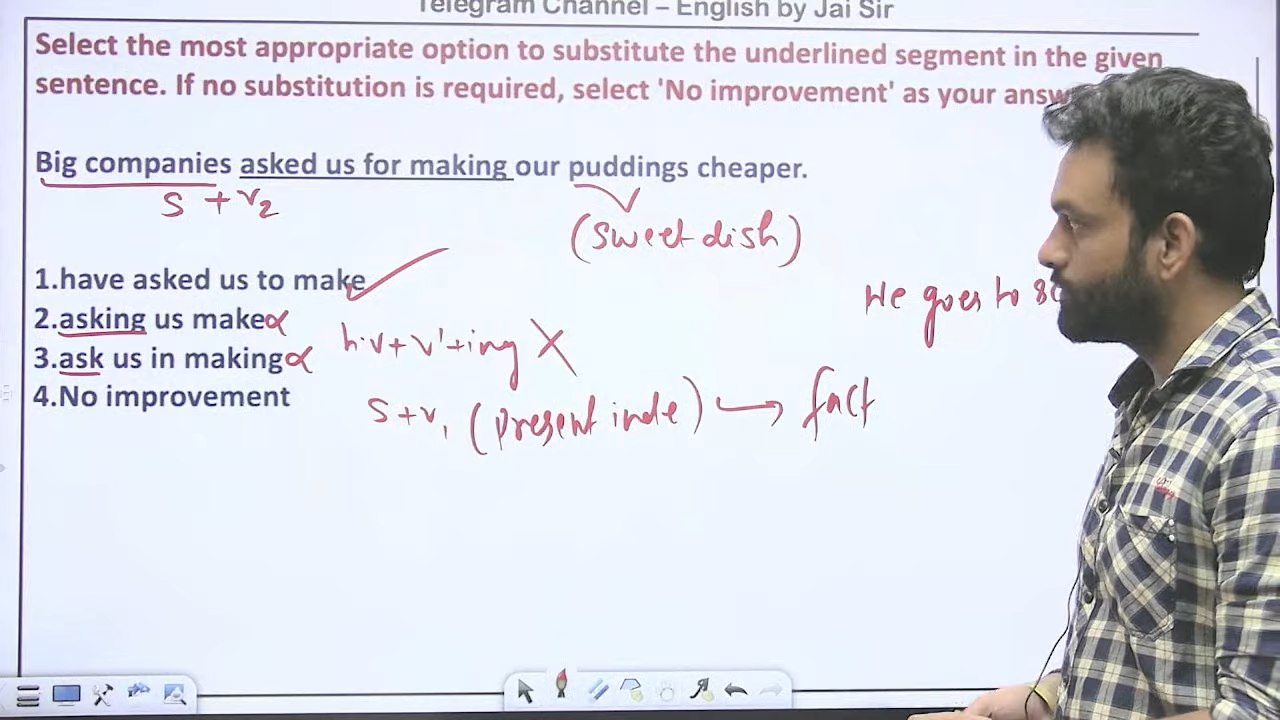 Telegram Channel – English by Jai Sir
Select the most appropriate option to substitute the underlined segment in the given
sentence. If no substitution is required, select 'No improvement' as your
Big companies asked us for making our puddings cheaper.
S + V2
(Sweet dish)
1.have asked us to make
He goes to
2.asking us make
h.v + v1 + ing X
3.ask us in making
S + V1 (Present inde) → fact
4.No improvement